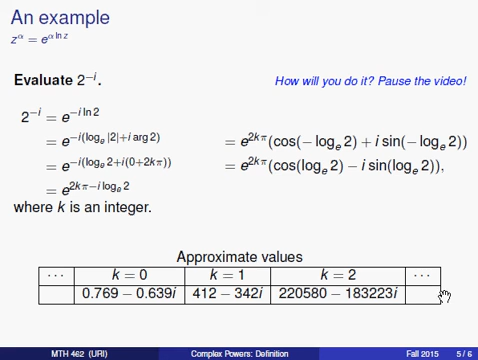 An example
z^α = e^{α ln z}
Evaluate 2^{−i}.
How will you do it? Pause the video!
2^{−i} = e^{−i ln 2}
= e^{−i(log_e |2|+i arg 2)}
= e^{−i(log_e 2+i(0+2kπ))}
= e^{2kπ−i log_e 2}
= e^{2kπ}(cos(− log_e 2) + i sin(− log_e 2))
= e^{2kπ}(cos(log_e 2) − i sin(log_e 2)),
where k is an integer.
Approximate values
⋯ k = 0 k = 1 k = 2 ⋯
0.769 − 0.639i 412 − 342i 220580 − 183223i
MTH 462 (URI) Complex Powers: Definition Fall 2015 5 / 6